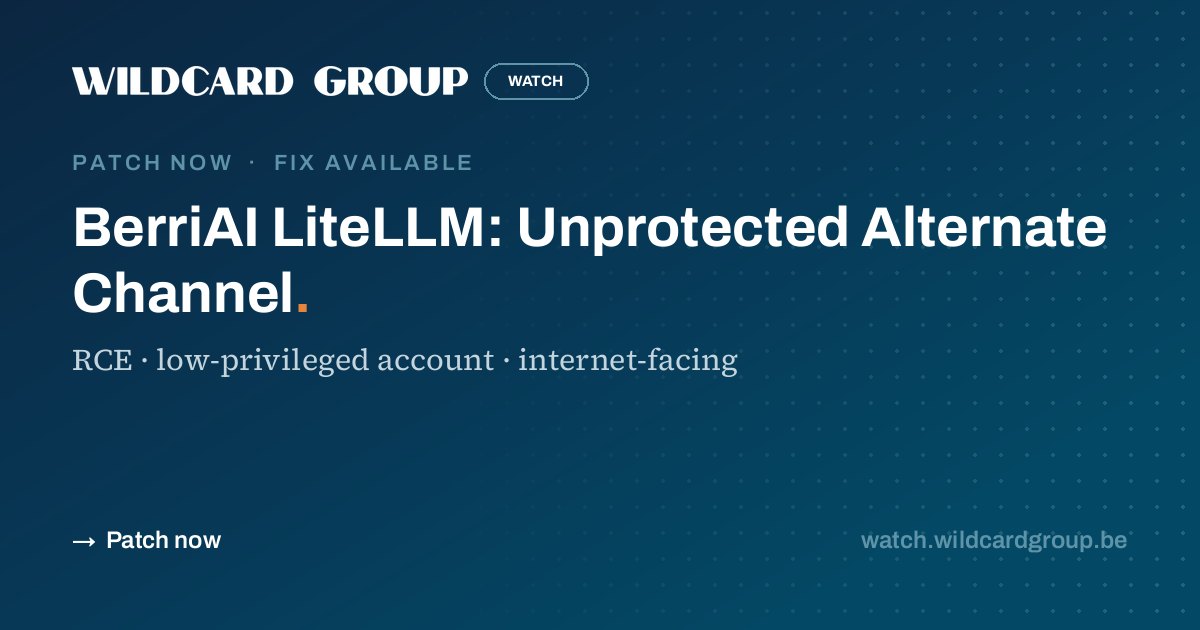 WILDCARD GROUP WATCH
PATCH NOW · FIX AVAILABLE
BerriAI LiteLLM: Unprotected Alternate
Channel.
RCE · low-privileged account · internet-facing
→ Patch now
watch.wildcardgroup.be